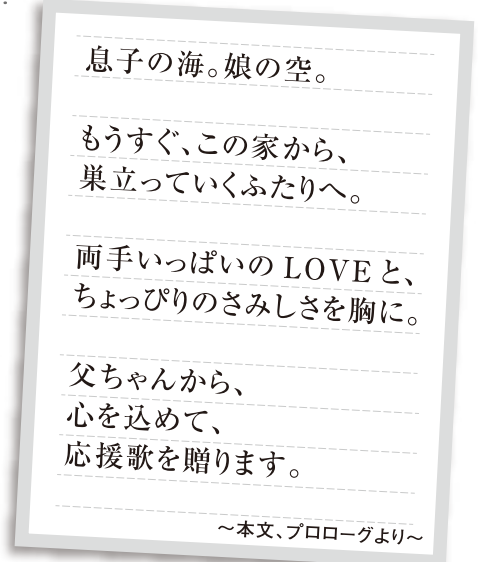 息子の海。娘の空。
もうすぐ、この家から、
巣立っていくふたりへ。
両手いっぱいのLOVEと、
ちょっぴりのさみしさを胸に。
父ちゃんから、
心を込めて、
応援歌を贈ります。
～本文、プロローグより～